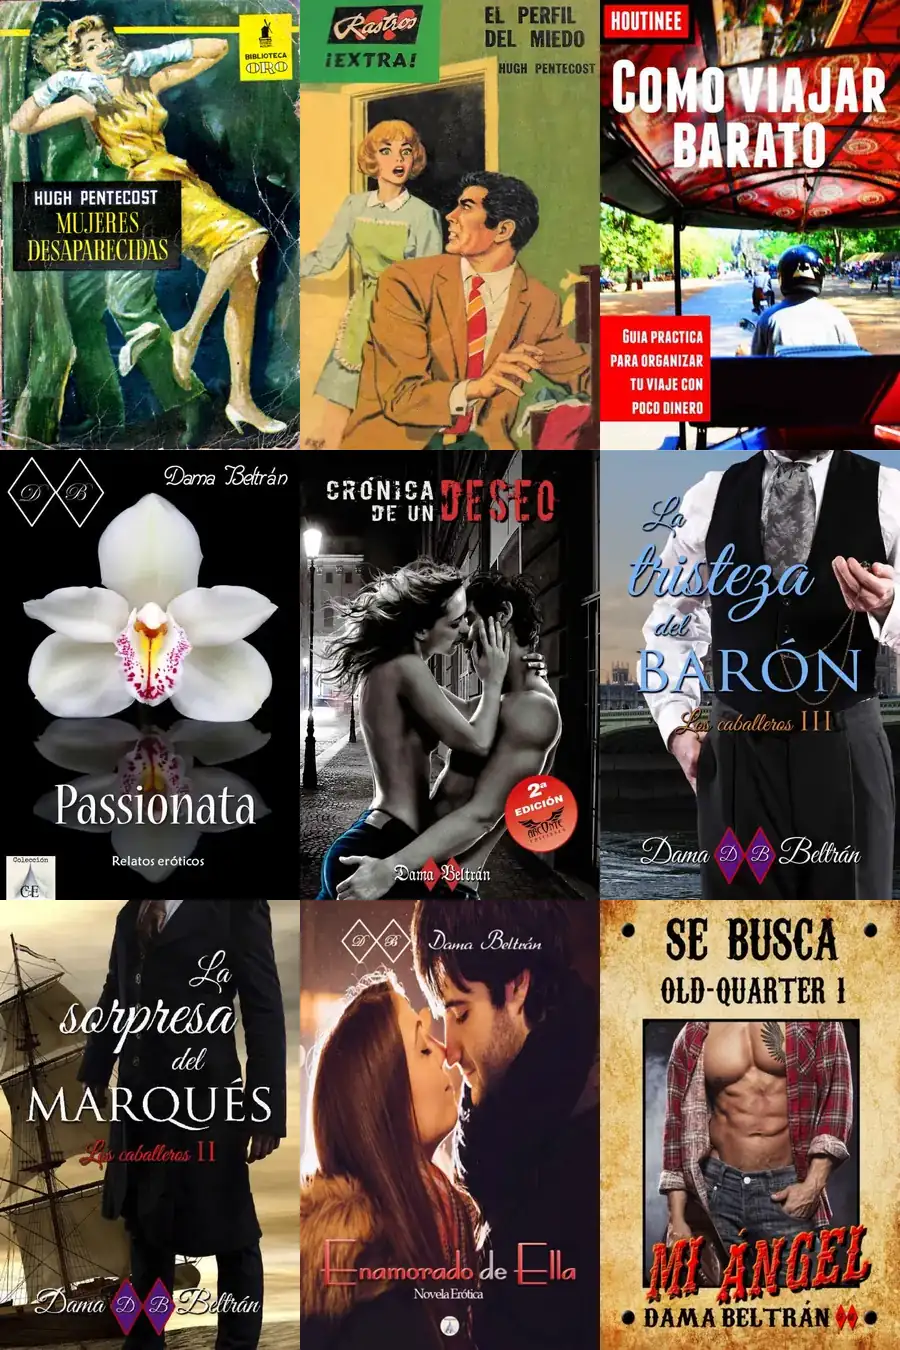 BIBLIOTECA
ORO
HUGH PENTECOST
MUJERES
DESAPARECIDAS
Rastros
¡EXTRA!
EL PERFIL
DEL MIEDO
HUGH PENTECOST
HOUTINEE
COMO VIAJAR
BARATO
GUIA PRACTICA
PARA ORGANIZAR
TU VIAJE CON
POCO DINERO
D B
Dama Beltrán
Passionata
Relatos eróticos
Colección
CE
CRÓNICA
DE UN DESEO
2ª
EDICIÓN
Dama Beltrán
La
tristeza
del
BARÓN
Los caballeros III
Dama D B Beltrán
La
sorpresa
del
MARQUÉS
Los caballeros II
Dama D B Beltrán
D B Dama Beltrán
Enamorado de Ella
Novela Erótica
SE BUSCA
OLD-QUARTER I
MI ÁNGEL
DAMA BELTRÁN